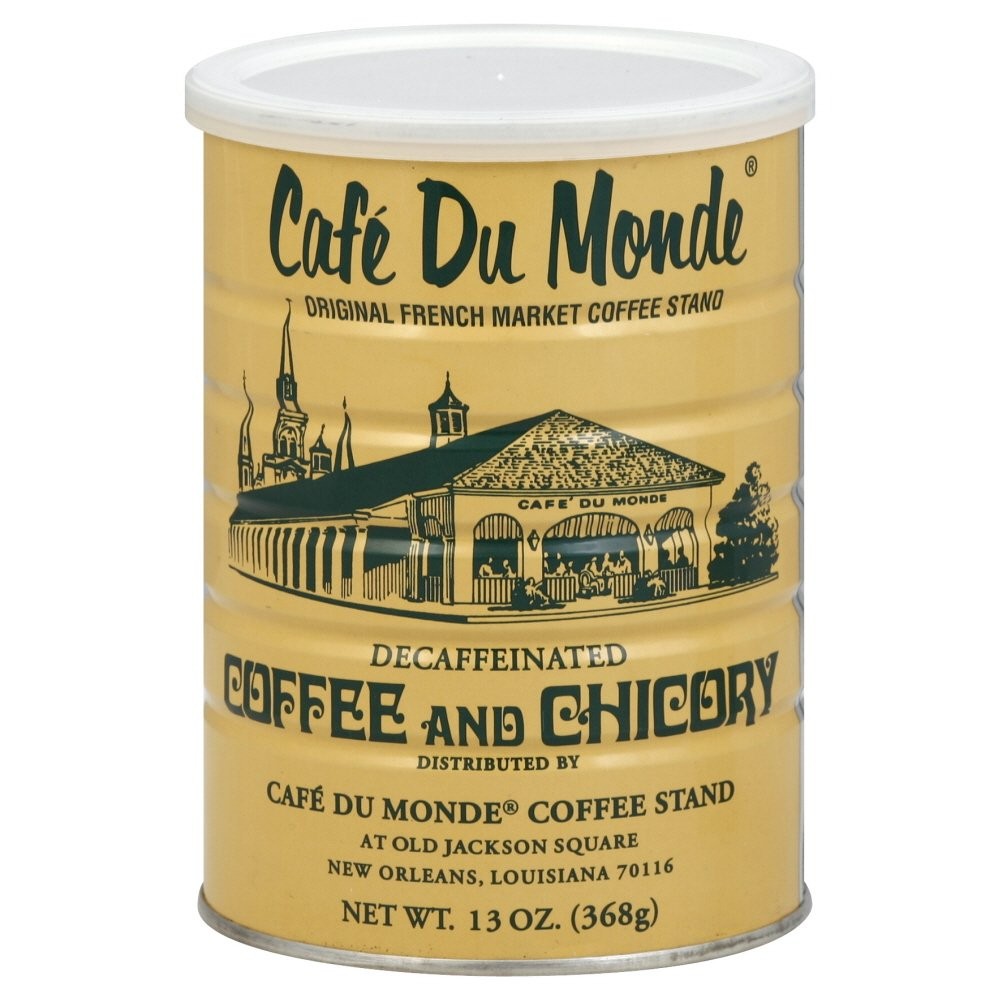 Café Du Monde®
ORIGINAL FRENCH MARKET COFFEE STAND
CAFE' DU MONDE
DECAFFEINATED
COFFEE AND CHICORY
DISTRIBUTED BY
CAFÉ DU MONDE® COFFEE STAND
AT OLD JACKSON SQUARE
NEW ORLEANS, LOUISIANA 70116
NET WT. 13 OZ. (368g)